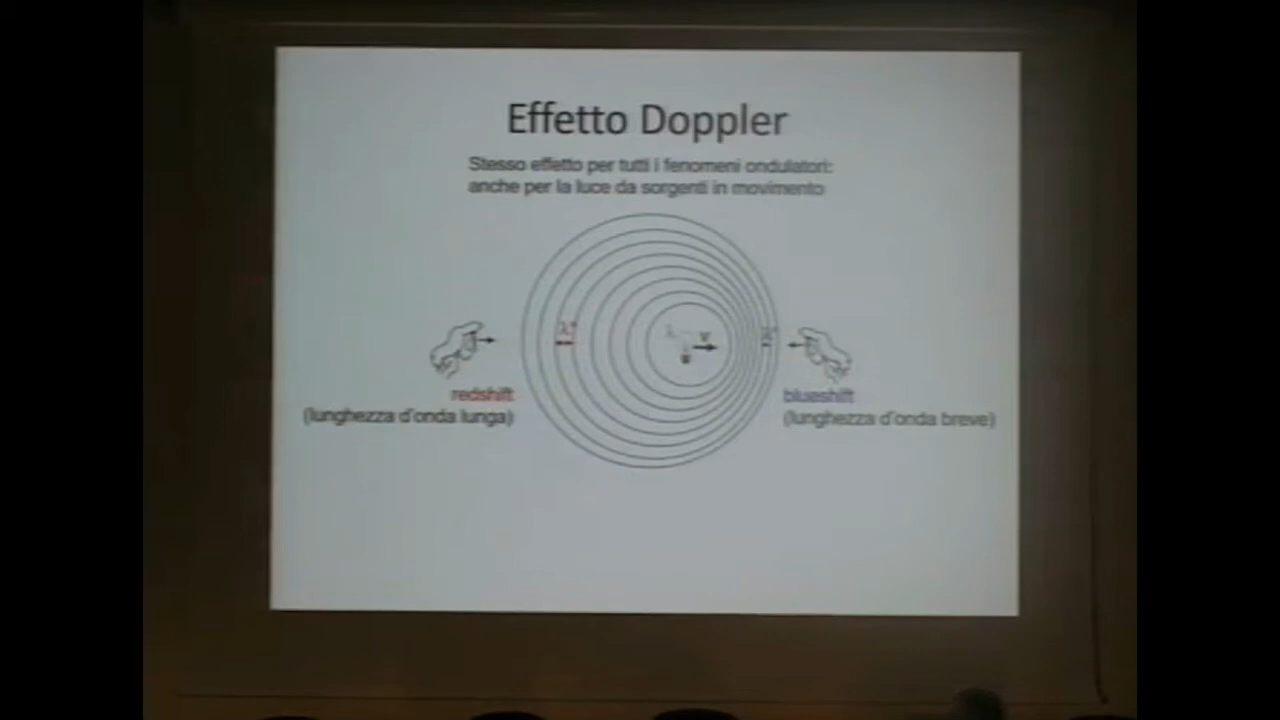 Effetto Doppler
Stesso effetto per tutti i fenomeni ondulatori:
anche per la luce da sorgenti in movimento
λ
v
redshift
(lunghezza d'onda lunga)
blueshift
(lunghezza d'onda breve)